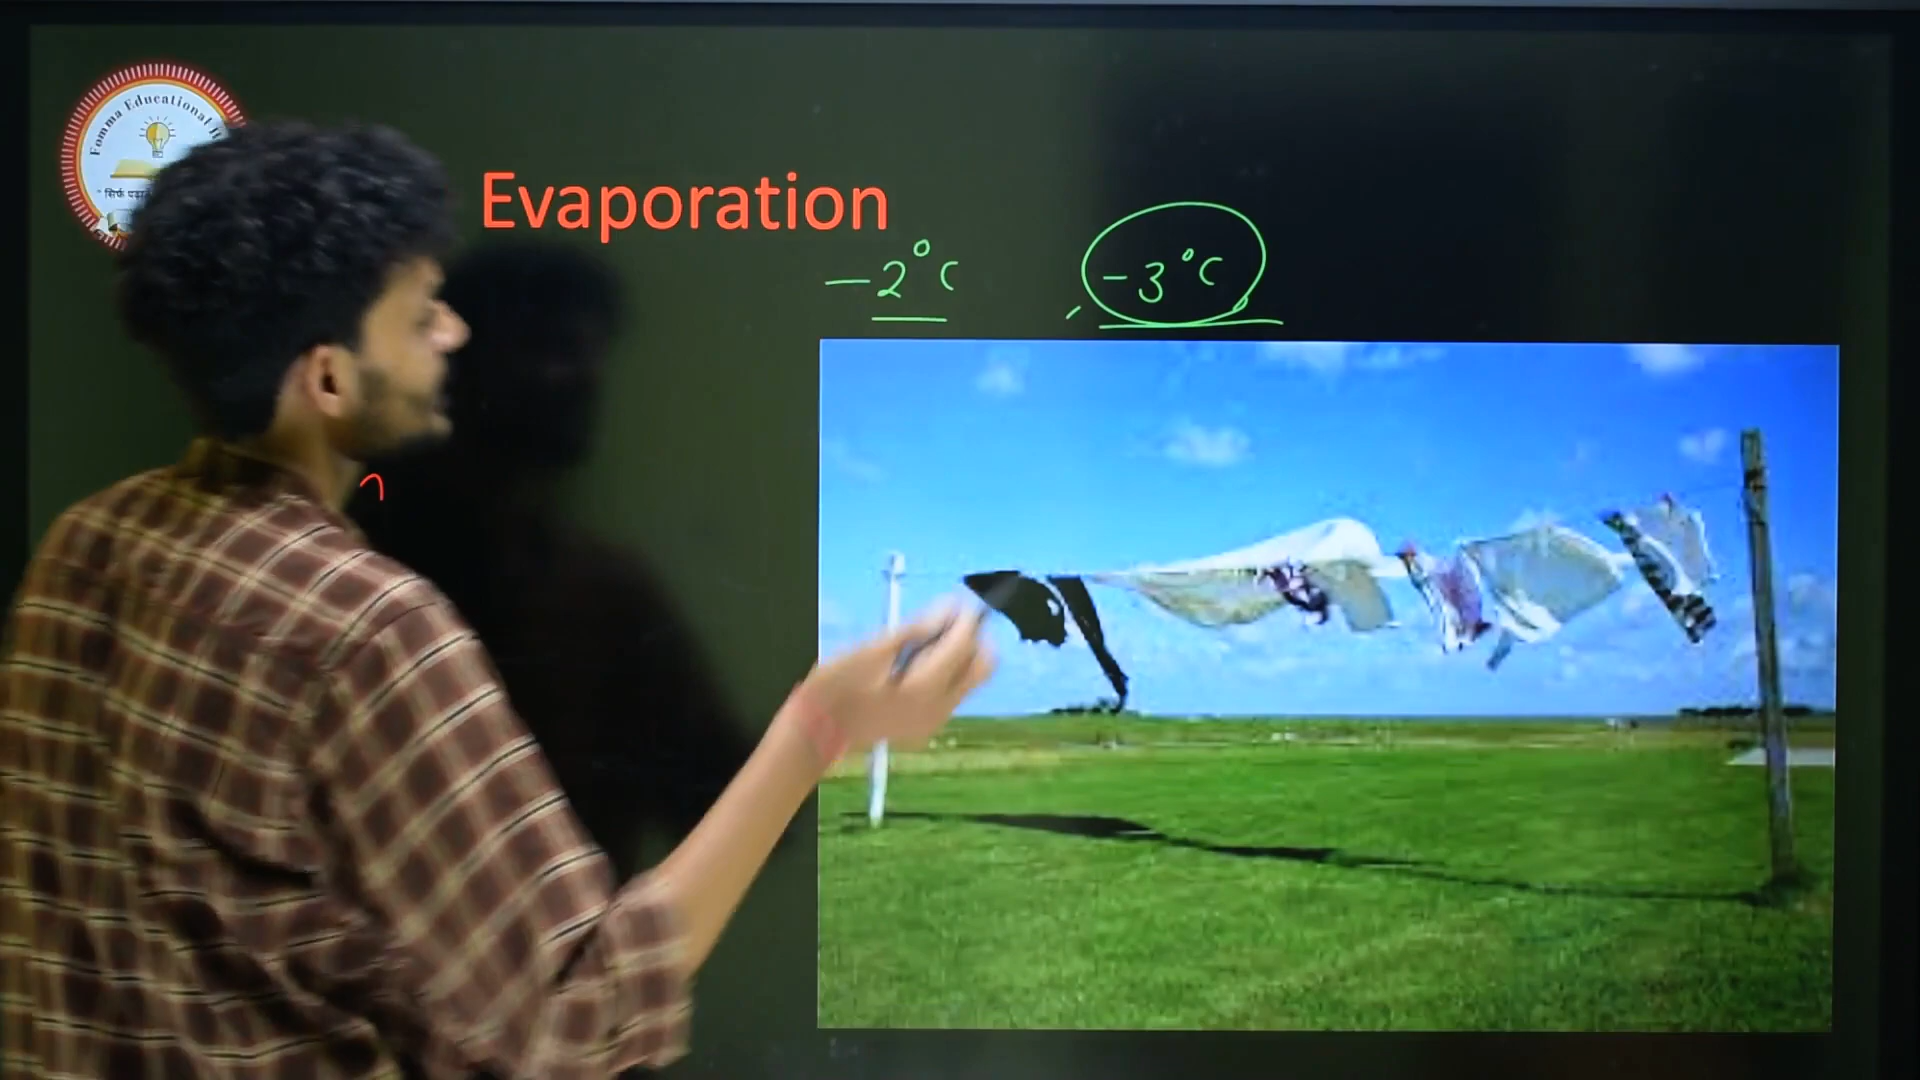 Fomma Educational
" सिर्फ
Evaporation
-2°C
-3°C